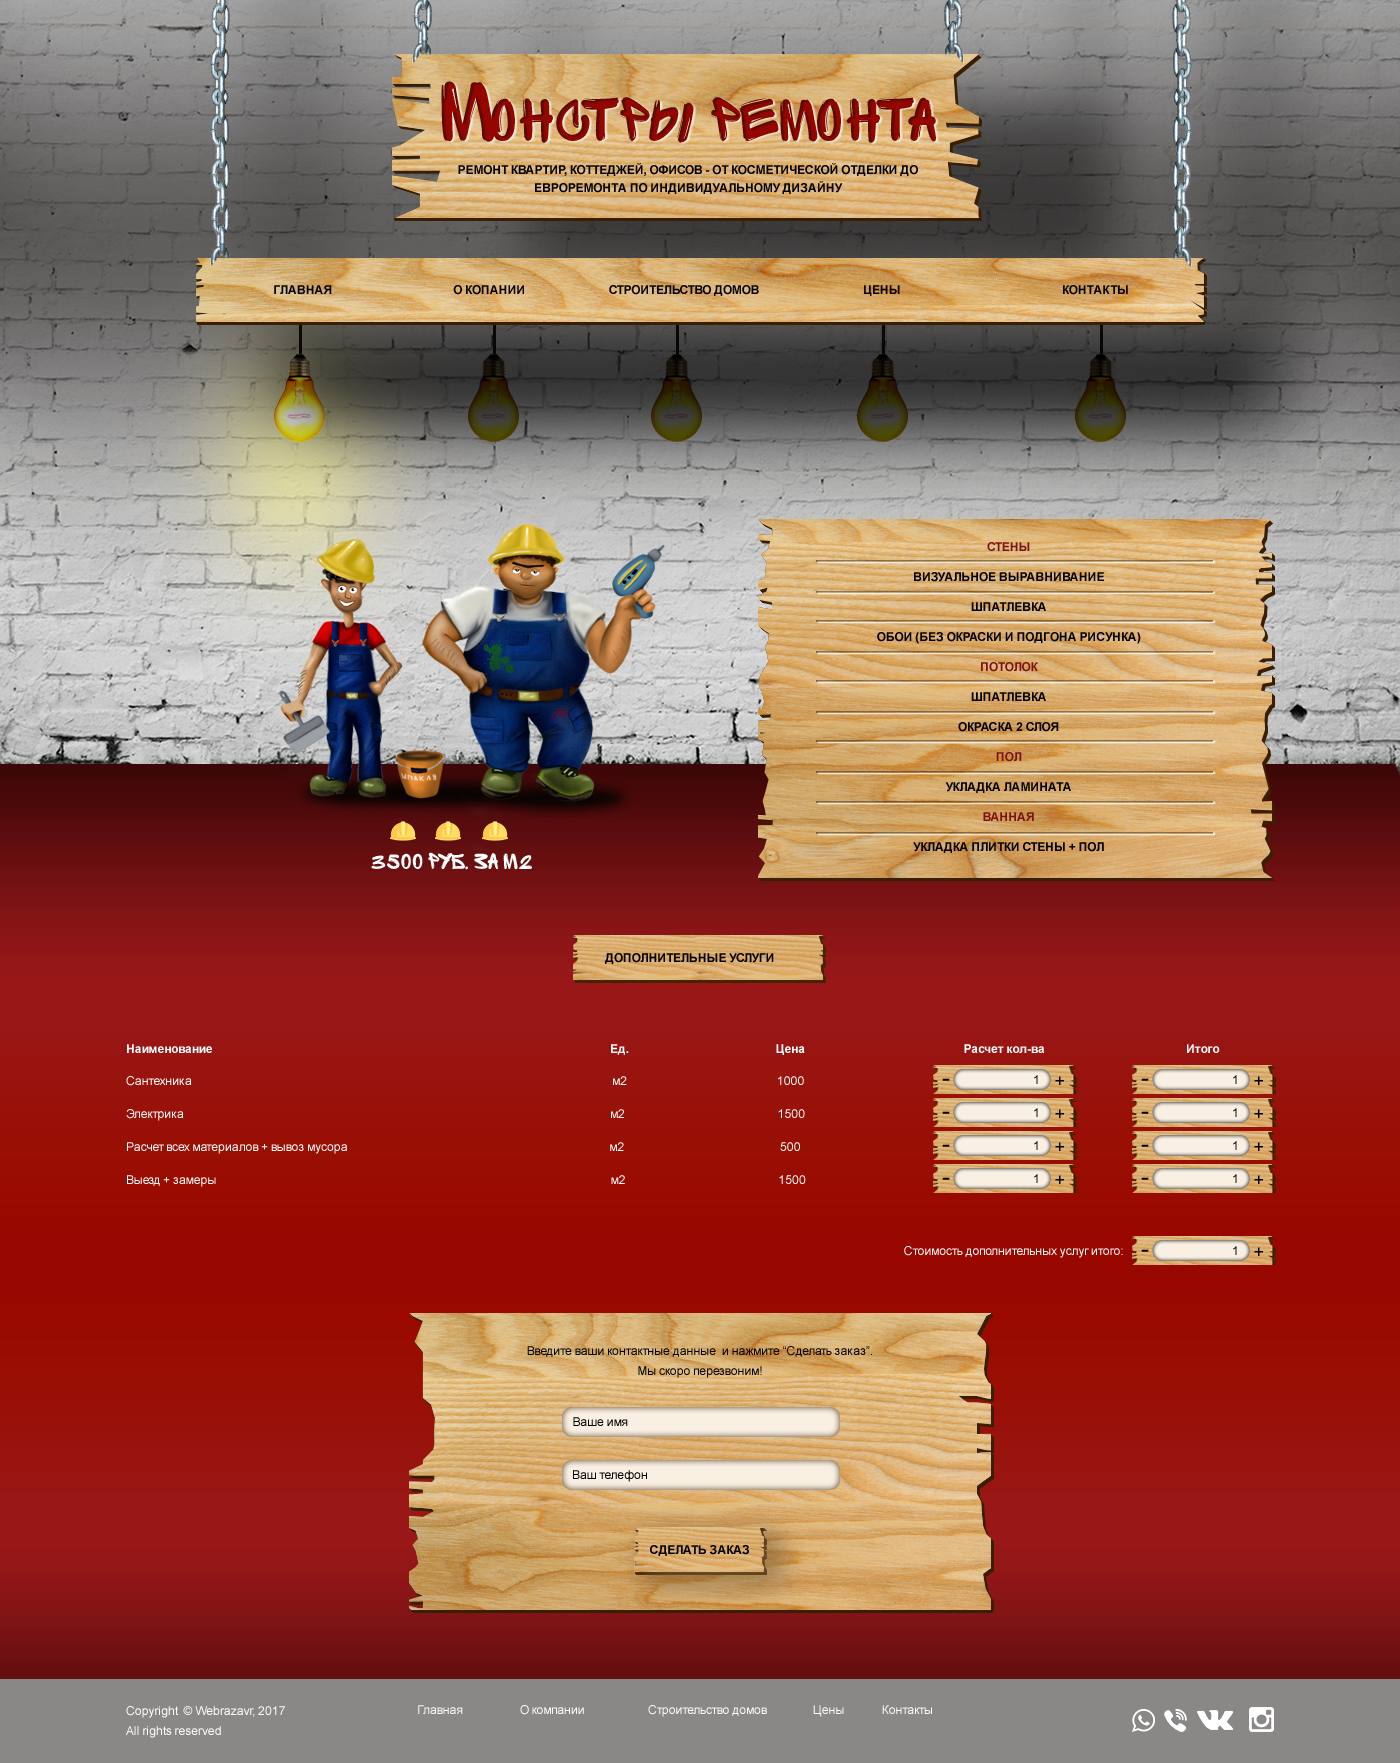 Монстры ремонта
РЕМОНТ КВАРТИР, КОТТЕДЖЕЙ, ОФИСОВ - ОТ КОСМЕТИЧЕСКОЙ ОТДЕЛКИ ДО
ЕВРОРЕМОНТА ПО ИНДИВИДУАЛЬНОМУ ДИЗАЙНУ
ГЛАВНАЯ О КОПАНИИ СТРОИТЕЛЬСТВО ДОМОВ ЦЕНЫ КОНТАКТЫ
СТЕНЫ
ВИЗУАЛЬНОЕ ВЫРАВНИВАНИЕ
ШПАТЛЕВКА
ОБОИ (БЕЗ ОКРАСКИ И ПОДГОНА РИСУНКА)
ПОТОЛОК
ШПАТЛЕВКА
ОКРАСКА 2 СЛОЯ
ПОЛ
УКЛАДКА ЛАМИНАТА
ВАННАЯ
УКЛАДКА ПЛИТКИ СТЕНЫ + ПОЛ
3500 РУБ. ЗА М2
ДОПОЛНИТЕЛЬНЫЕ УСЛУГИ
Наименование Ед. Цена Расчет кол-ва Итого
Сантехника м2 1000 - 1 + - 1 +
Электрика м2 1500 - 1 + - 1 +
Расчет всех материалов + вывоз мусора м2 500 - 1 + - 1 +
Выезд + замеры м2 1500 - 1 + - 1 +
Стоимость дополнительных услуг итого: - 1 +
Введите ваши контактные данные и нажмите "Сделать заказ".
Мы скоро перезвоним!
Ваше имя
Ваш телефон
СДЕЛАТЬ ЗАКАЗ
Copyright © Webrazavr, 2017 Главная О компании Строительство домов Цены Контакты
All rights reserved